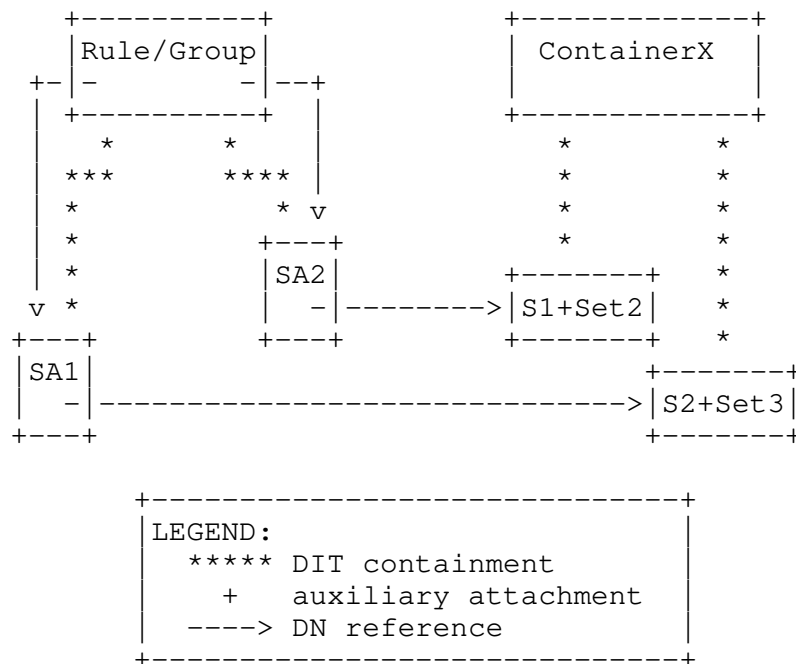 Rule/Group ContainerX
SA2
S1+Set2
SA1
S2+Set3
LEGEND:
***** DIT containment
+ auxiliary attachment
----> DN reference